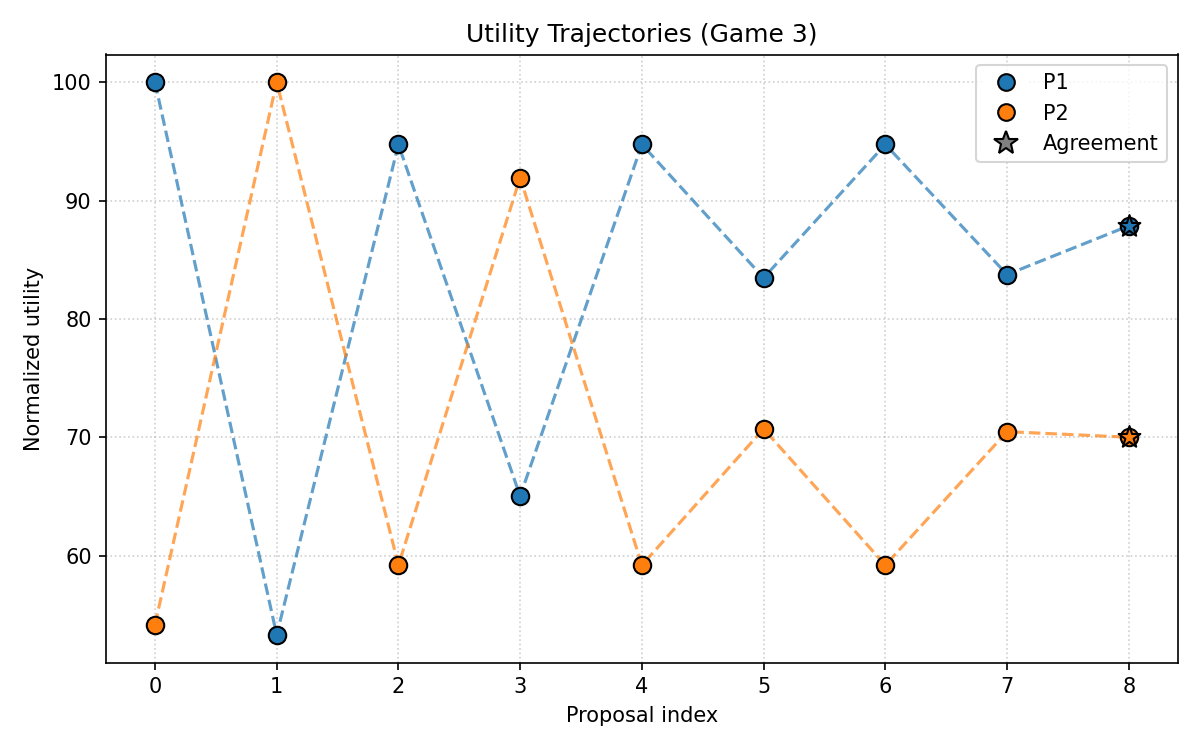 Utility Trajectories (Game 3)
P1
P2
Agreement
Normalized utility
100
90
80
70
60
0 1 2 3 4 5 6 7 8
Proposal index